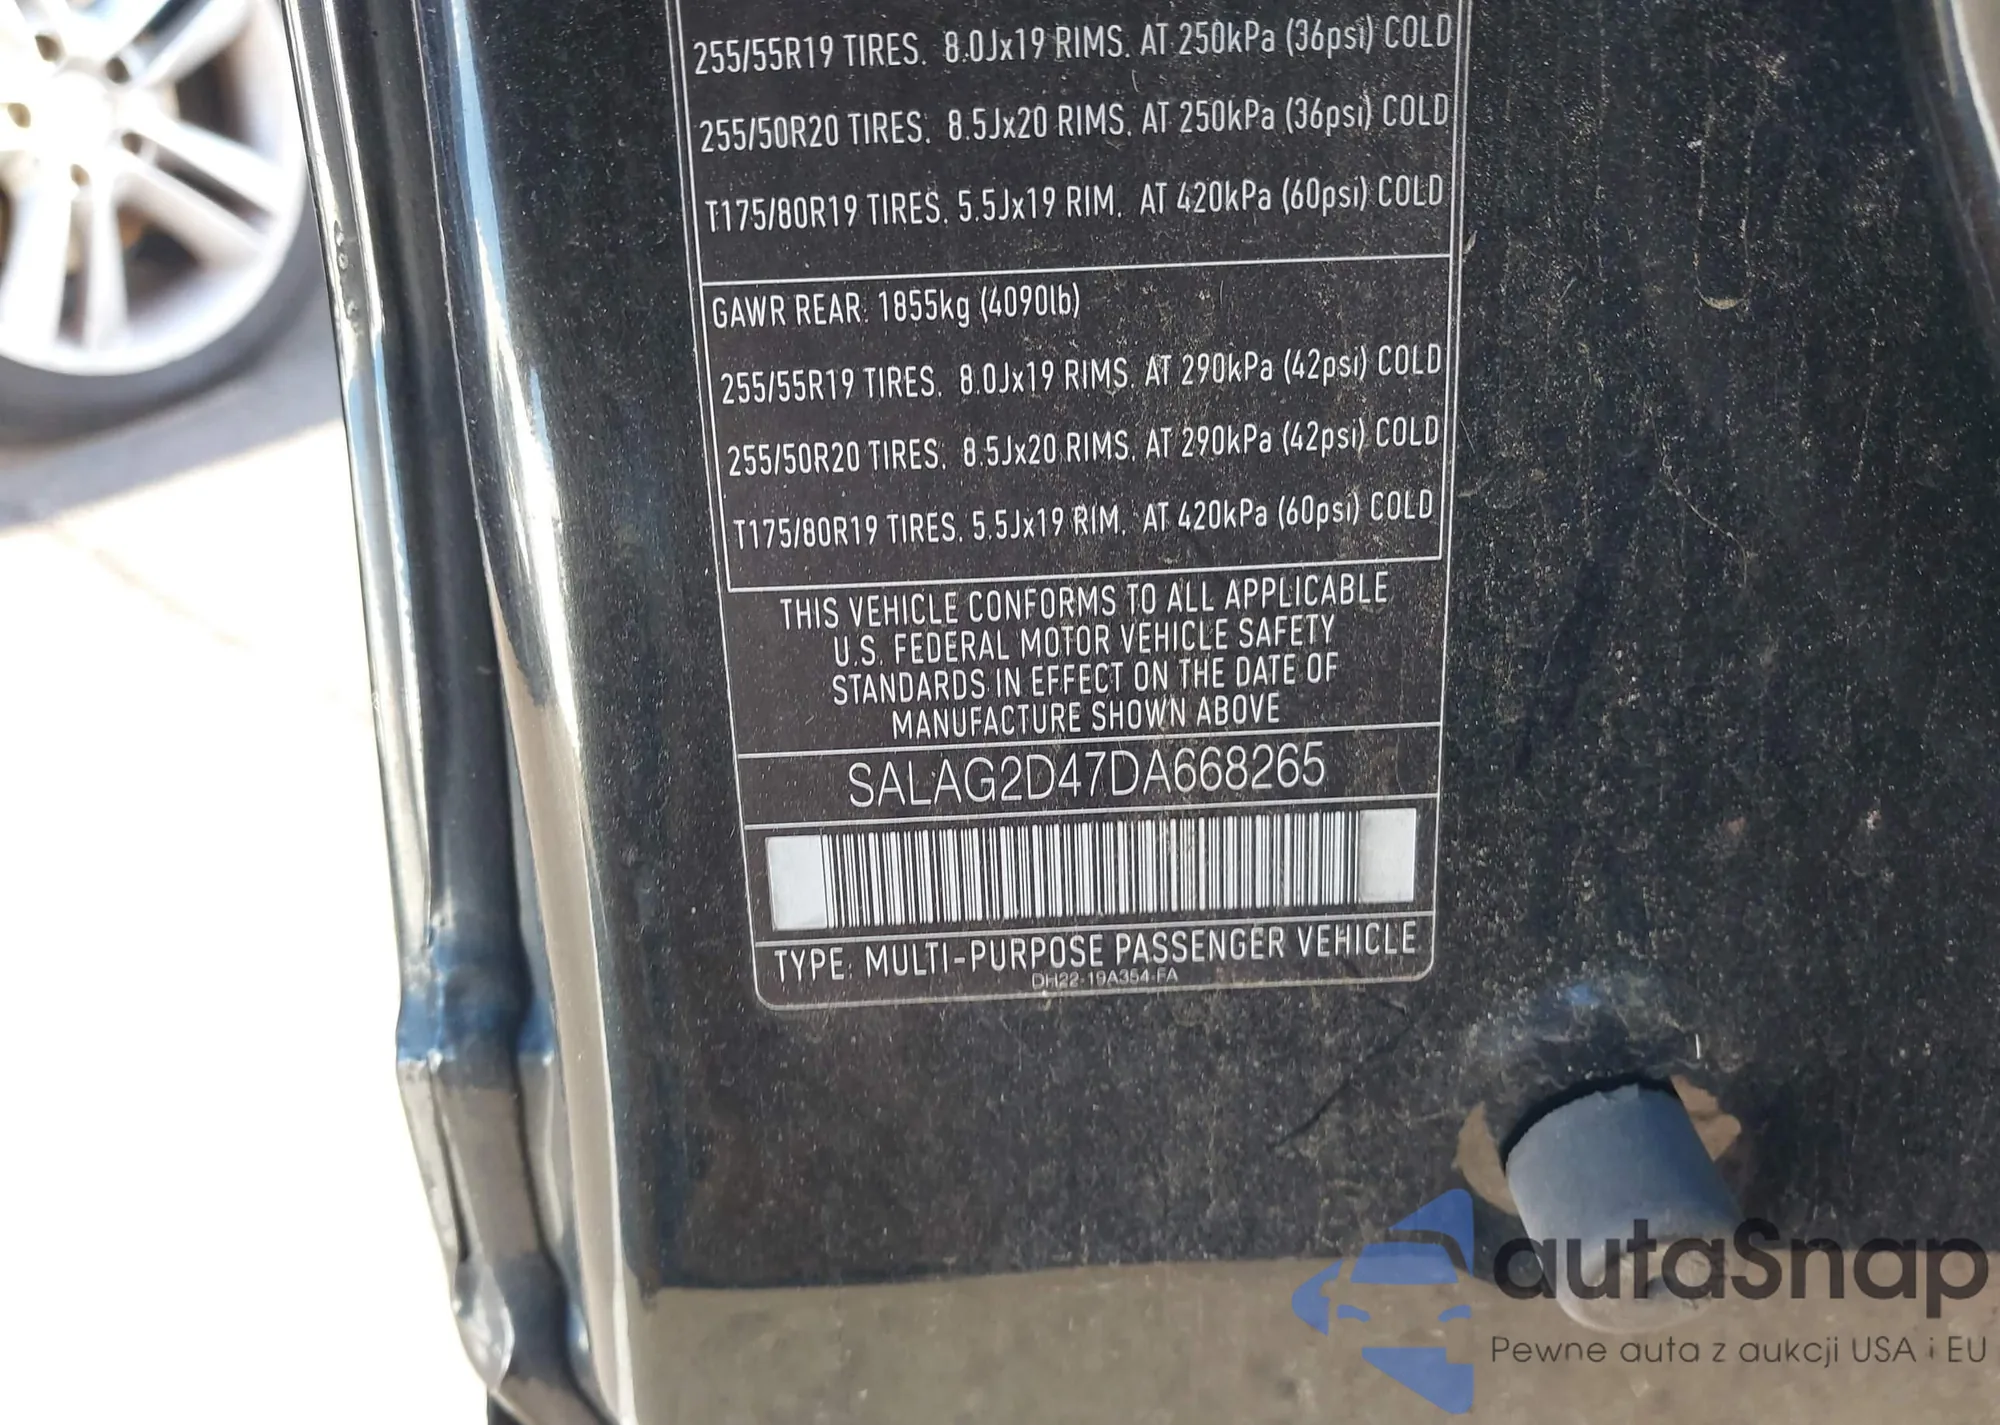 255/55R19 TIRES. 8.0Jx19 RIMS. AT 250kPa (36psi) COLD
255/50R20 TIRES. 8.5Jx20 RIMS. AT 250kPa (36psi) COLD
T175/80R19 TIRES. 5.5Jx19 RIM. AT 420kPa (60psi) COLD
GAWR REAR: 1855kg (4090lb)
255/55R19 TIRES. 8.0Jx19 RIMS. AT 290kPa (42psi) COLD
255/50R20 TIRES. 8.5Jx20 RIMS. AT 290kPa (42psi) COLD
T175/80R19 TIRES. 5.5Jx19 RIM. AT 420kPa (60psi) COLD
THIS VEHICLE CONFORMS TO ALL APPLICABLE
U.S. FEDERAL MOTOR VEHICLE SAFETY
STANDARDS IN EFFECT ON THE DATE OF
MANUFACTURE SHOWN ABOVE
SALAG2D47DA668265
TYPE: MULTI-PURPOSE PASSENGER VEHICLE
DH22-19A354-FA
autaSnap
Pewne auta z aukcji USA i EU